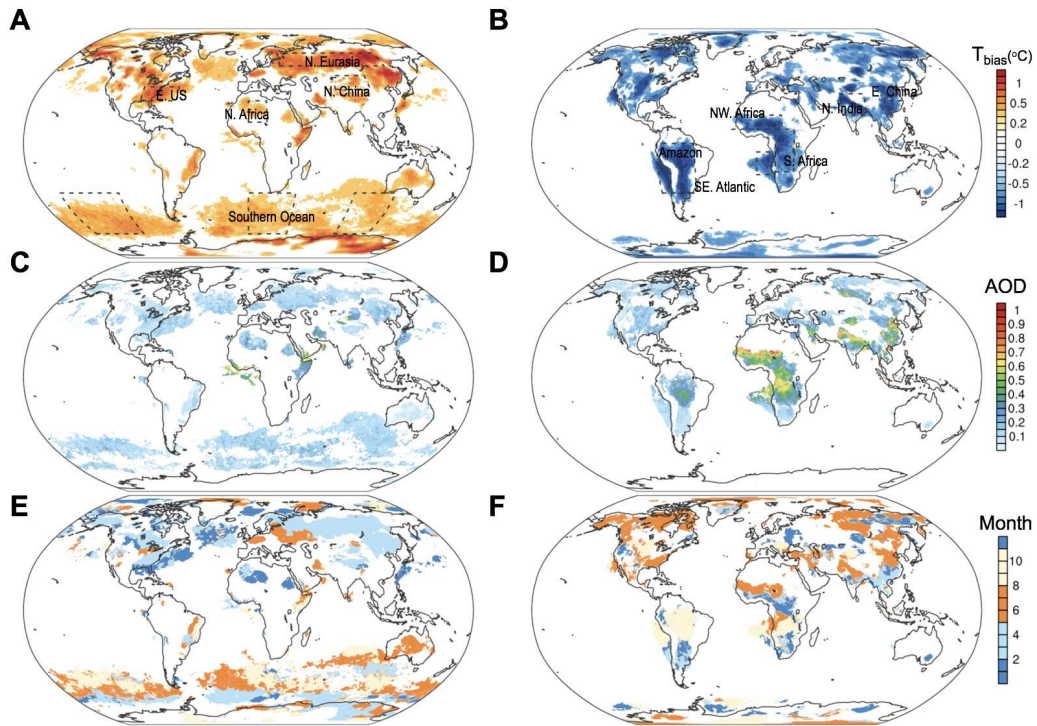 A
N. Eurasia
N. China
E. US
N. Africa
Southern Ocean
B
E. China
N. India
NW. Africa
Amazon
S. Africa
SE. Atlantic
Tbias(°C)
1
0.5
0.2
0
-0.2
-0.5
-1
C
D
AOD
1
0.9
0.8
0.7
0.6
0.5
0.4
0.3
0.2
0.1
E
F
Month
10
8
6
4
2